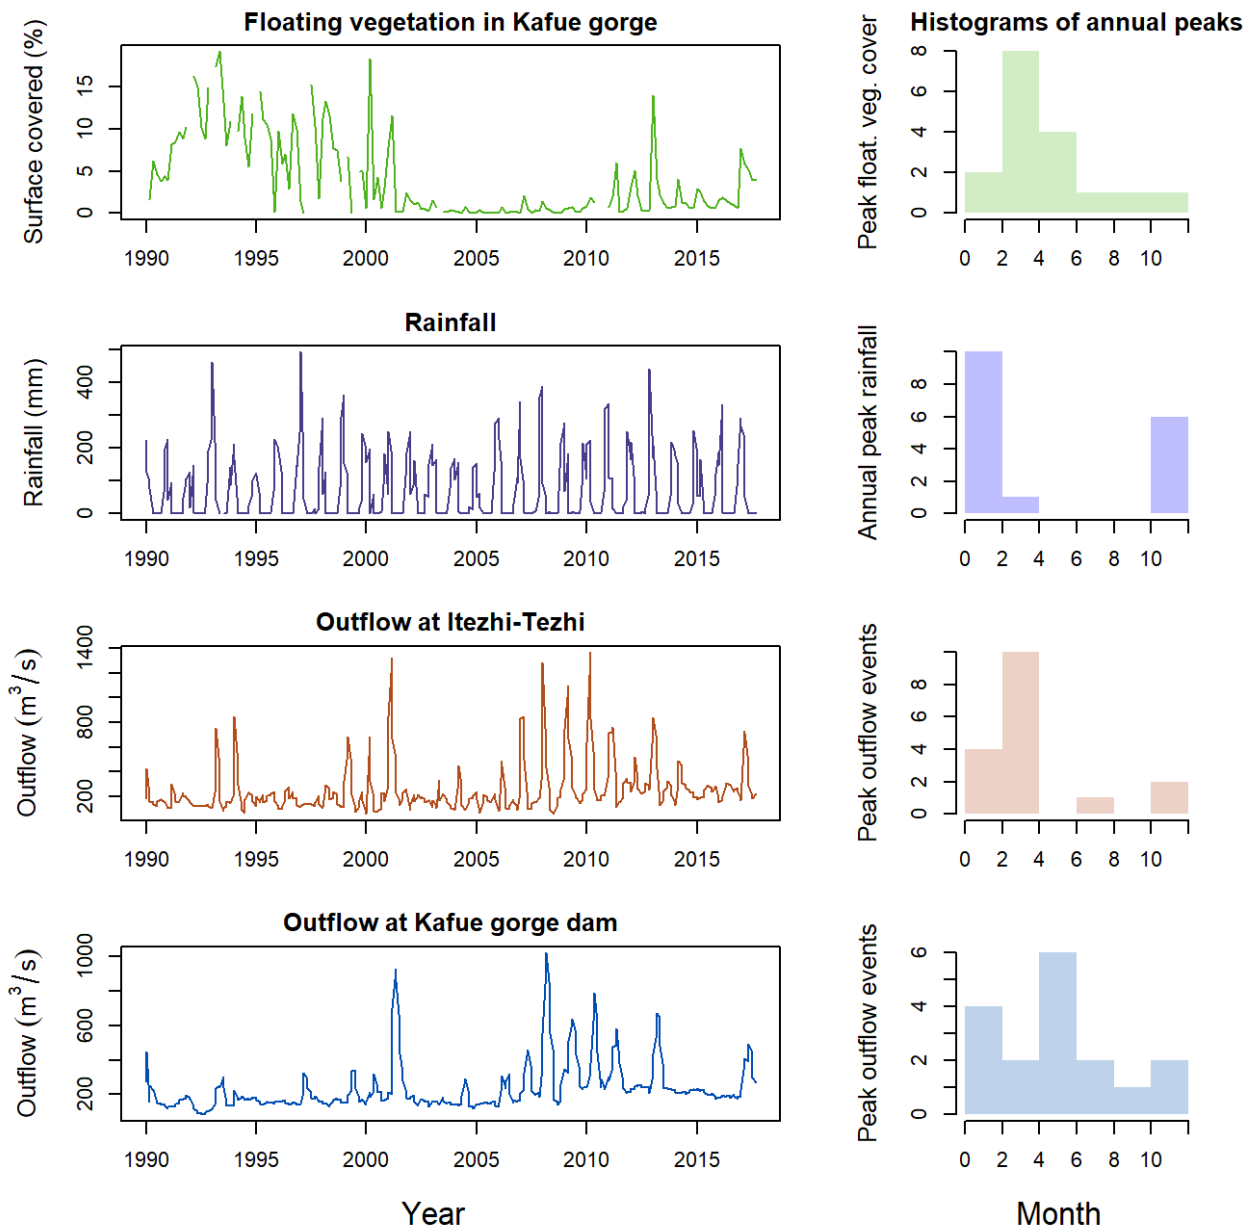 Floating vegetation in Kafue gorge
Surface covered (%)
15
10
5
0
1990 1995 2000 2005 2010 2015
Histograms of annual peaks
Peak float. veg. cover
8
6
4
2
0
0 2 4 6 8 10
Rainfall
Rainfall (mm)
400
200
0
1990 1995 2000 2005 2010 2015
Annual peak rainfall
8
6
4
2
0
0 2 4 6 8 10
Outflow at Itezhi-Tezhi
Outflow (m³/s)
1400
800
200
1990 1995 2000 2005 2010 2015
Peak outflow events
8
6
4
2
0
0 2 4 6 8 10
Outflow at Kafue gorge dam
Outflow (m³/s)
1000
600
200
1990 1995 2000 2005 2010 2015
Peak outflow events
6
4
2
0
0 2 4 6 8 10
Year
Month